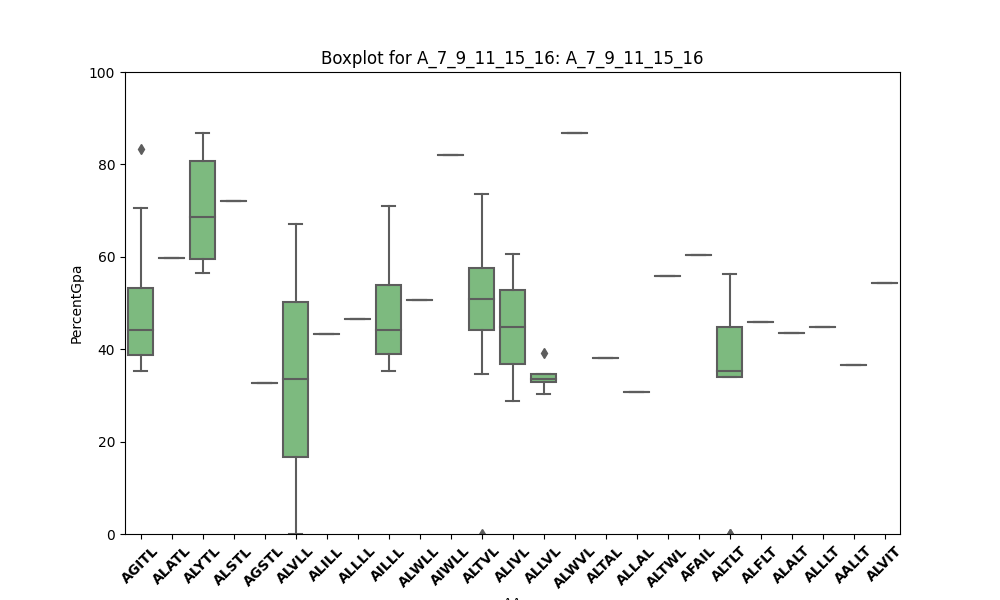 Boxplot for A_7_9_11_15_16: A_7_9_11_15_16
100
80
60
40
20
0
PercentGpa
AGITL
ALATL
ALYTL
ALSTL
AGSTL
ALVLL
ALILL
ALLLL
AILLL
ALWLL
AIWLL
ALTVL
ALIVL
ALLVL
ALWVL
ALTAL
ALLAL
ALTWL
AFAIL
ALTLT
ALFLT
ALALT
ALLLT
AALLT
ALVIT